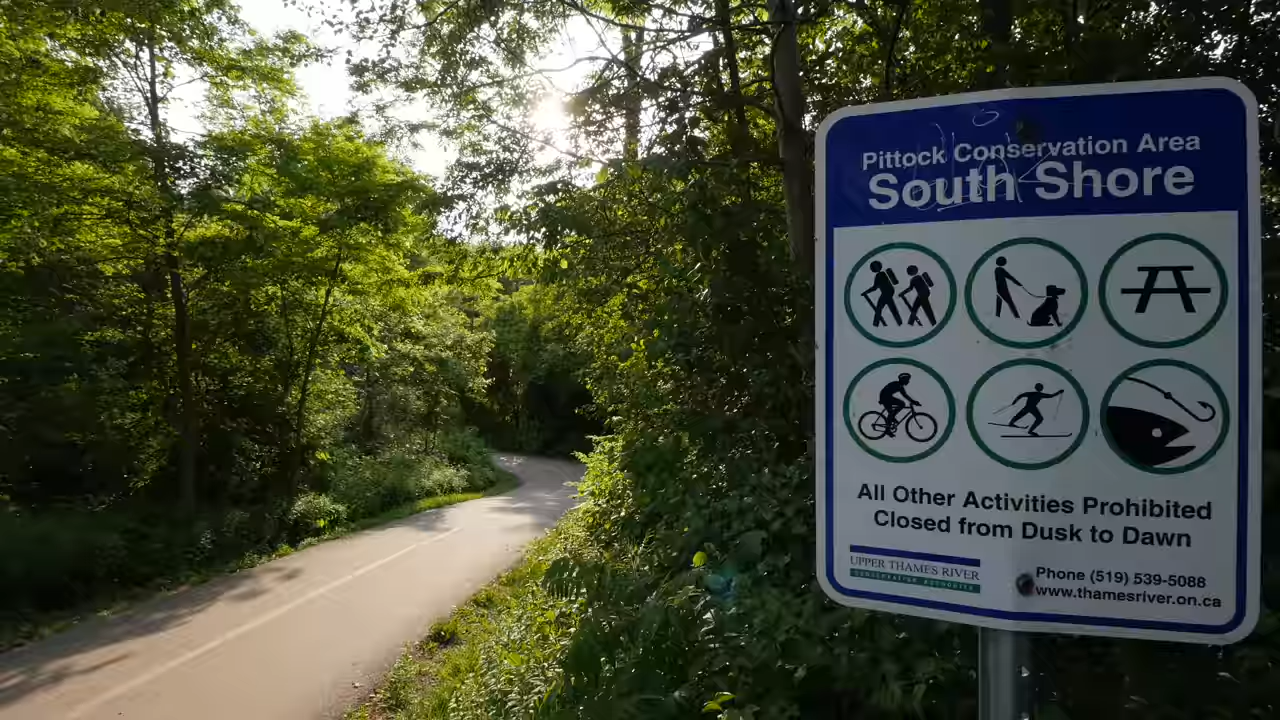 Pittock Conservation Area
South Shore
All Other Activities Prohibited
Closed from Dusk to Dawn
UPPER THAMES RIVER
CONSERVATION AUTHORITY
Phone (519) 539-5088
www.thamesriver.on.ca